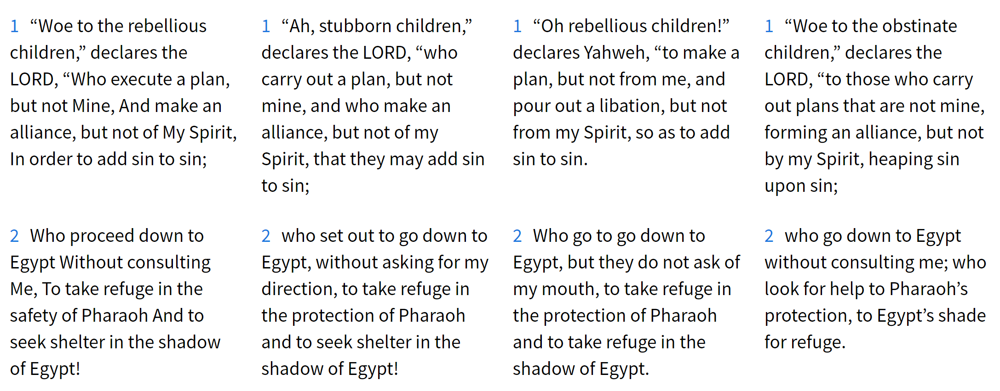 1 “Woe to the rebellious
children,” declares the
LORD, “Who execute a plan,
but not Mine, And make an
alliance, but not of My Spirit,
In order to add sin to sin;
1 “Ah, stubborn children,”
declares the LORD, “who
carry out a plan, but not
mine, and who make an
alliance, but not of my
Spirit, that they may add sin
to sin;
1 “Oh rebellious children!”
declares Yahweh, “to make a
plan, but not from me, and
pour out a libation, but not
from my Spirit, so as to add
sin to sin.
1 “Woe to the obstinate
children,” declares the
LORD, “to those who carry
out plans that are not mine,
forming an alliance, but not
by my Spirit, heaping sin
upon sin;
2 Who proceed down to
Egypt Without consulting
Me, To take refuge in the
safety of Pharaoh And to
seek shelter in the shadow
of Egypt!
2 who set out to go down to
Egypt, without asking for my
direction, to take refuge in
the protection of Pharaoh
and to seek shelter in the
shadow of Egypt!
2 Who go to go down to
Egypt, but they do not ask of
my mouth, to take refuge in
the protection of Pharaoh
and to take refuge in the
shadow of Egypt.
2 who go down to Egypt
without consulting me; who
look for help to Pharaoh’s
protection, to Egypt’s shade
for refuge.